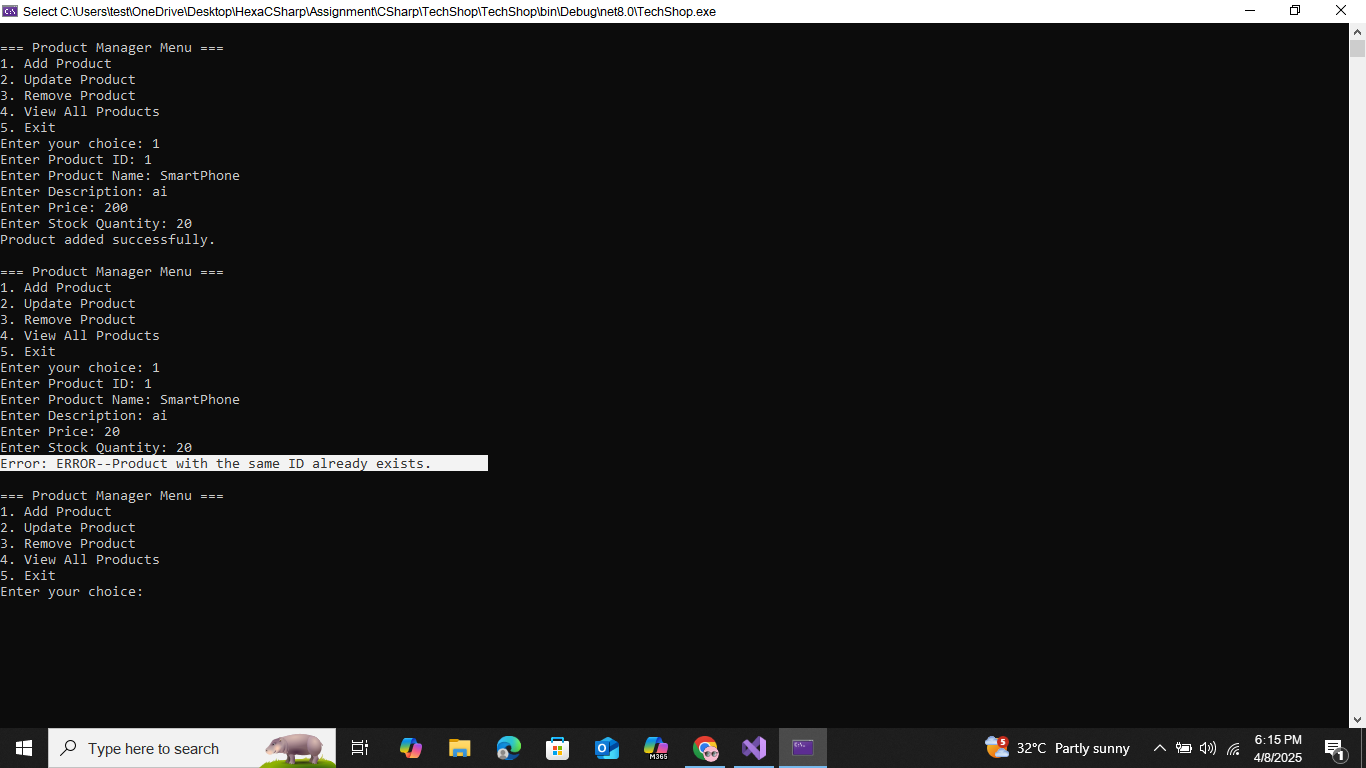 Select C:\Users\test\OneDrive\Desktop\HexaCSharp\Assignment\CSharp\TechShop\TechShop\bin\Debug\net8.0\TechShop.exe
=== Product Manager Menu ===
1. Add Product
2. Update Product
3. Remove Product
4. View All Products
5. Exit
Enter your choice: 1
Enter Product ID: 1
Enter Product Name: SmartPhone
Enter Description: ai
Enter Price: 200
Enter Stock Quantity: 20
Product added successfully.
=== Product Manager Menu ===
1. Add Product
2. Update Product
3. Remove Product
4. View All Products
5. Exit
Enter your choice: 1
Enter Product ID: 1
Enter Product Name: SmartPhone
Enter Description: ai
Enter Price: 20
Enter Stock Quantity: 20
Error: ERROR--Product with the same ID already exists.
=== Product Manager Menu ===
1. Add Product
2. Update Product
3. Remove Product
4. View All Products
5. Exit
Enter your choice:
Type here to search
M365
5
32°C Partly sunny
6:15 PM
4/8/2025
1